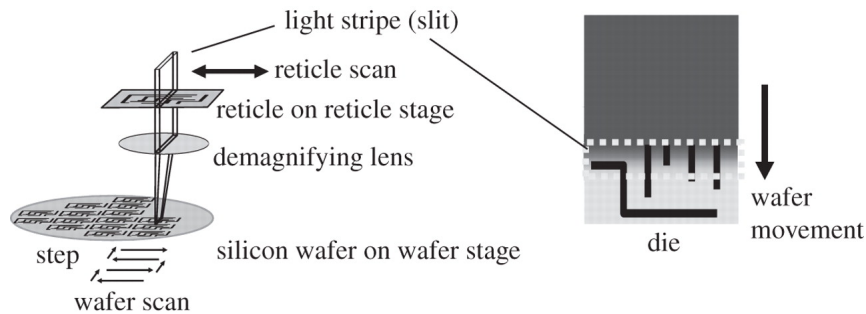 light stripe (slit)
reticle scan
reticle on reticle stage
demagnifying lens
silicon wafer on wafer stage
step
wafer scan
die
wafer
movement